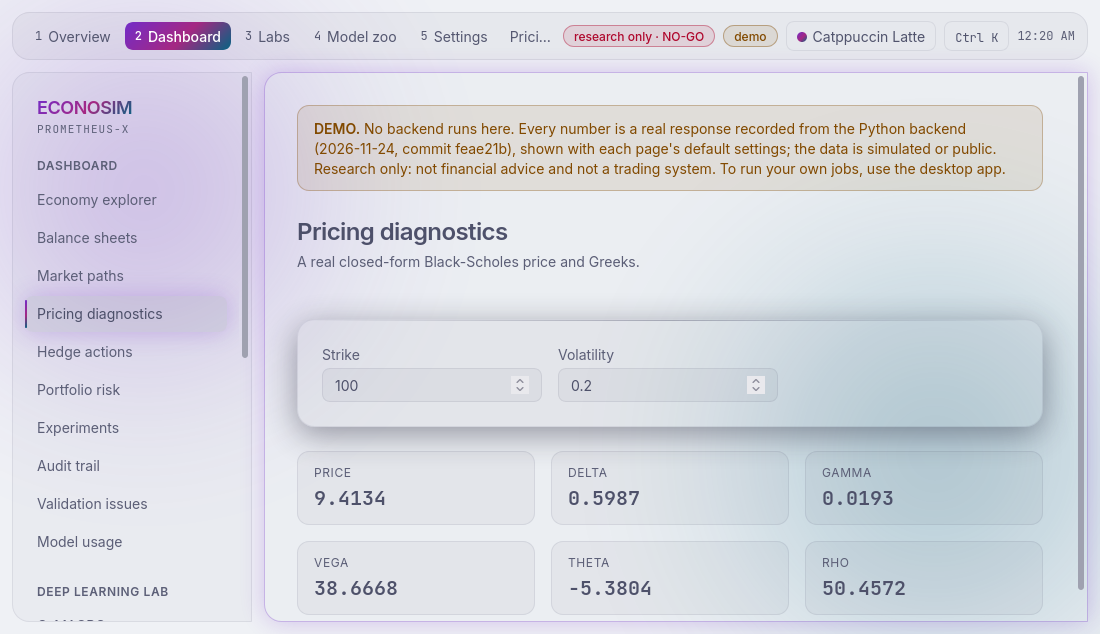 1 Overview 2 Dashboard 3 Labs 4 Model zoo 5 Settings Prici... research only · NO-GO demo Catppuccin Latte Ctrl K 12:20 AM
ECONOSIM
PROMETHEUS-X
DASHBOARD
Economy explorer
Balance sheets
Market paths
Pricing diagnostics
Hedge actions
Portfolio risk
Experiments
Audit trail
Validation issues
Model usage
DEEP LEARNING LAB
DEMO. No backend runs here. Every number is a real response recorded from the Python backend
(2026-11-24, commit feae21b), shown with each page's default settings; the data is simulated or public.
Research only: not financial advice and not a trading system. To run your own jobs, use the desktop app.
Pricing diagnostics
A real closed-form Black-Scholes price and Greeks.
Strike Volatility
100 0.2
PRICE DELTA GAMMA
9.4134 0.5987 0.0193
VEGA THETA RHO
38.6668 -5.3804 50.4572